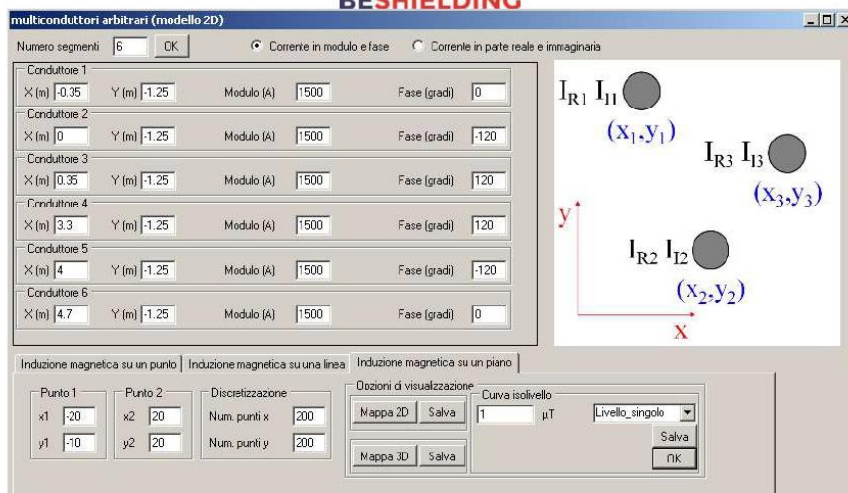 BESHIELDING
multiconduttori arbitrari (modello 2D)
Numero segmenti 6 OK Corrente in modulo e fase Corrente in parte reale e immaginaria
Conduttore 1
X (m) -0.35 Y (m) -1.25 Modulo (A) 1500 Fase (gradi) 0
Conduttore 2
X (m) 0 Y (m) -1.25 Modulo (A) 1500 Fase (gradi) -120
Conduttore 3
X (m) 0.35 Y (m) -1.25 Modulo (A) 1500 Fase (gradi) 120
Conduttore 4
X (m) 3.3 Y (m) -1.25 Modulo (A) 1500 Fase (gradi) 120
Conduttore 5
X (m) 4 Y (m) -1.25 Modulo (A) 1500 Fase (gradi) -120
Conduttore 6
X (m) 4.7 Y (m) -1.25 Modulo (A) 1500 Fase (gradi) 0
IR1 II1
(x1,y1)
IR3 II3
(x3,y3)
y
IR2 II2
(x2,y2)
x
Induzione magnetica su un punto Induzione magnetica su una linea Induzione magnetica su un piano
Punto 1 Punto 2 Discretizzazione Opzioni di visualizzazione
Curva isolivello
x1 -20 x2 20 Num. punti x 200 Mappa 2D Salva 1 µT Livello_singolo
y1 -10 y2 20 Num. punti y 200 Salva
Mappa 3D Salva OK